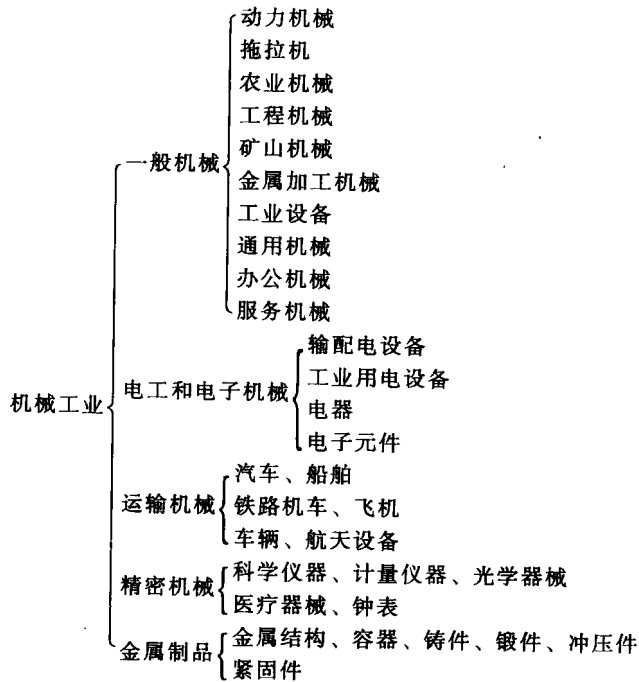 机械工业
一般机械
动力机械
拖拉机
农业机械
工程机械
矿山机械
金属加工机械
工业设备
通用机械
办公机械
服务机械
电工和电子机械
输配电设备
工业用电设备
电器
电子元件
运输机械
汽车、船舶
铁路机车、飞机
车辆、航天设备
精密机械
科学仪器、计量仪器、光学器械
医疗器械、钟表
金属制品
金属结构、容器、铸件、锻件、冲压件
紧固件